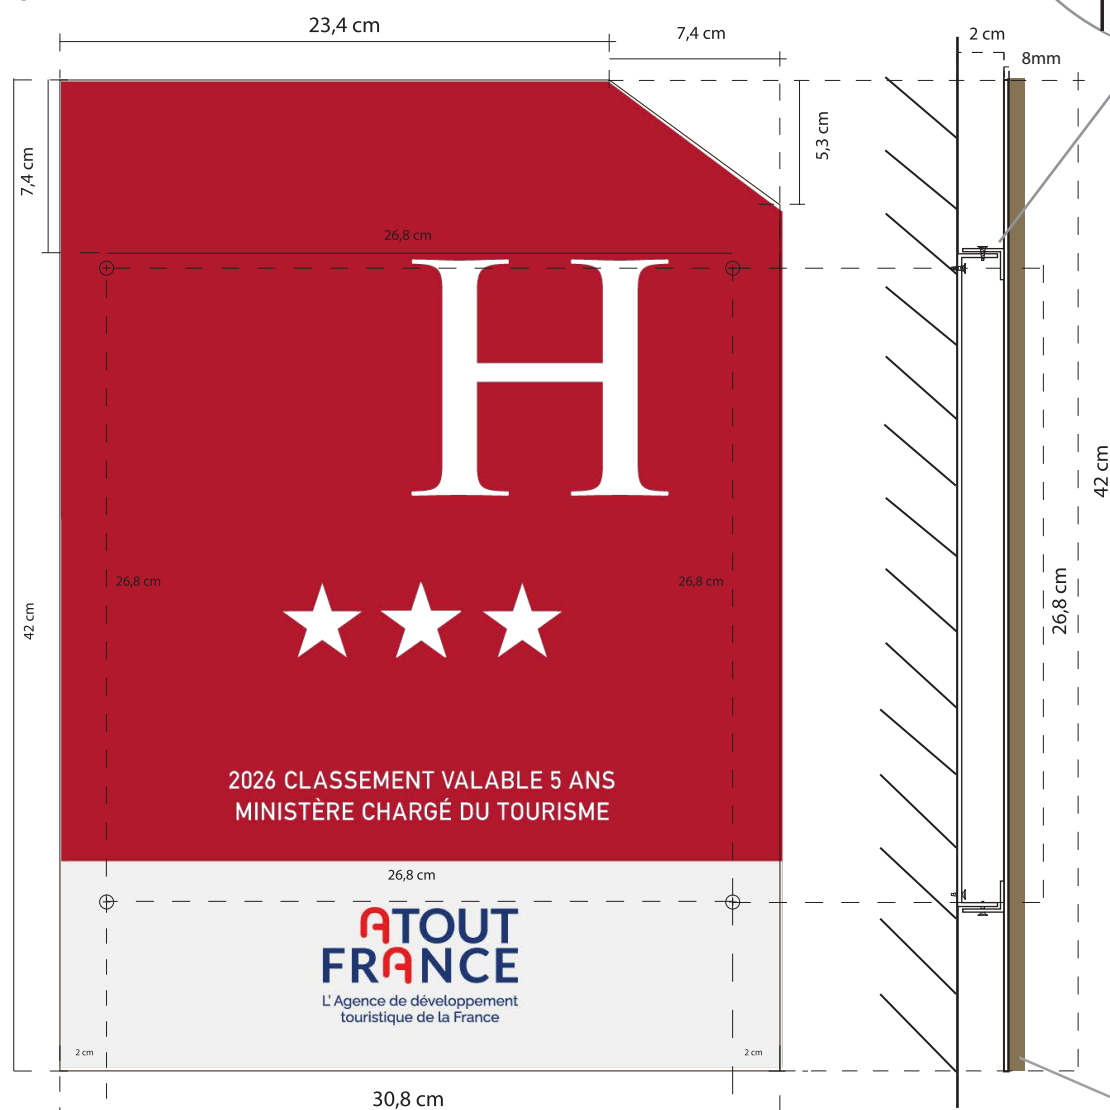 23,4 cm
7,4 cm
2 cm
8mm
7,4 cm
5,3 cm
26,8 cm
H
42 cm
26,8 cm
26,8 cm
42 cm
26,8 cm
2026 CLASSEMENT VALABLE 5 ANS
MINISTÈRE CHARGÉ DU TOURISME
26,8 cm
ATOUT
FRANCE
L'Agence de développement
touristique de la France
2 cm
2 cm
30,8 cm